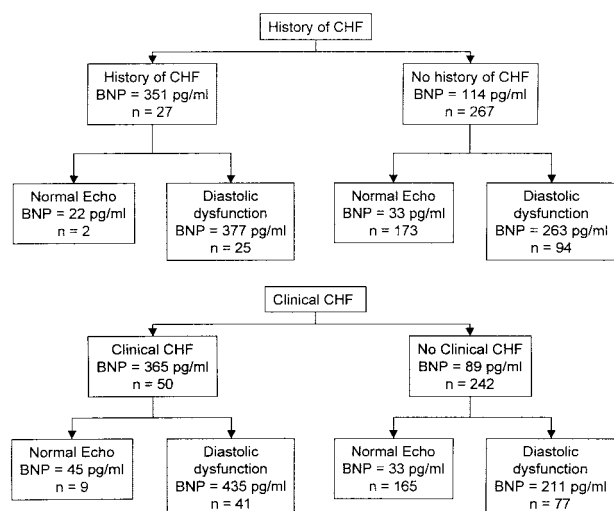 History of CHF
History of CHF
BNP = 351 pg/ml
n = 27
No history of CHF
BNP = 114 pg/ml
n = 267
Normal Echo
BNP = 22 pg/ml
n = 2
Diastolic
dysfunction
BNP = 377 pg/ml
n = 25
Normal Echo
BNP = 33 pg/ml
n = 173
Diastolic
dysfunction
BNP = 263 pg/ml
n = 94
Clinical CHF
Clinical CHF
BNP = 365 pg/ml
n = 50
No Clinical CHF
BNP = 89 pg/ml
n = 242
Normal Echo
BNP = 45 pg/ml
n = 9
Diastolic
dysfunction
BNP = 435 pg/ml
n = 41
Normal Echo
BNP = 33 pg/ml
n = 165
Diastolic
dysfunction
BNP = 211 pg/ml
n = 77